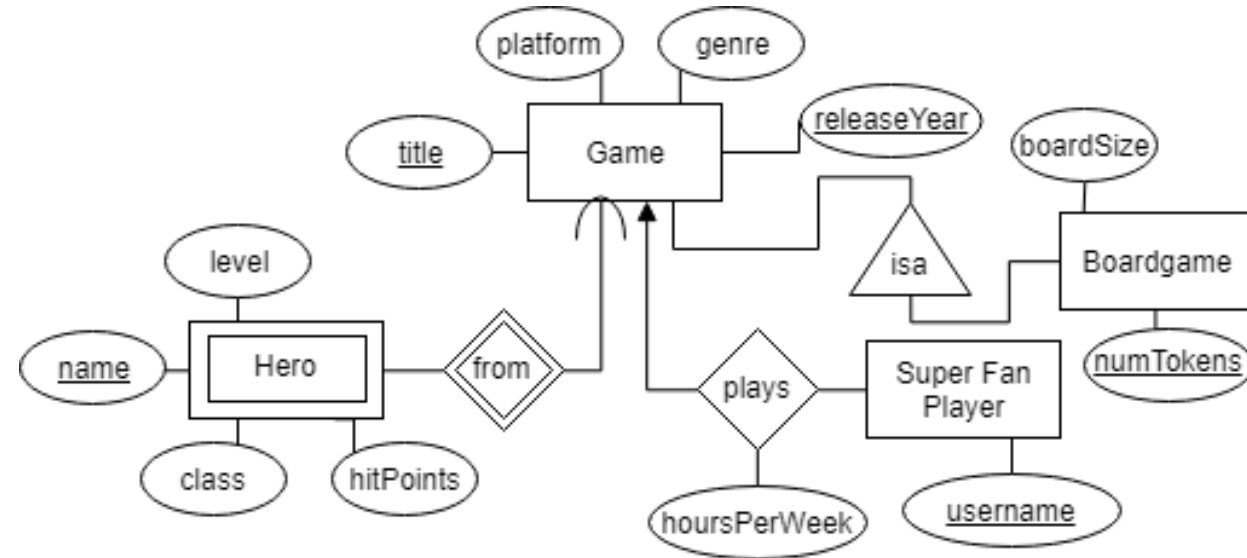 platform
genre
title
Game
releaseYear
boardSize
level
isa
Boardgame
name
Hero
from
plays
Super Fan
Player
numTokens
class
hitPoints
hoursPerWeek
username